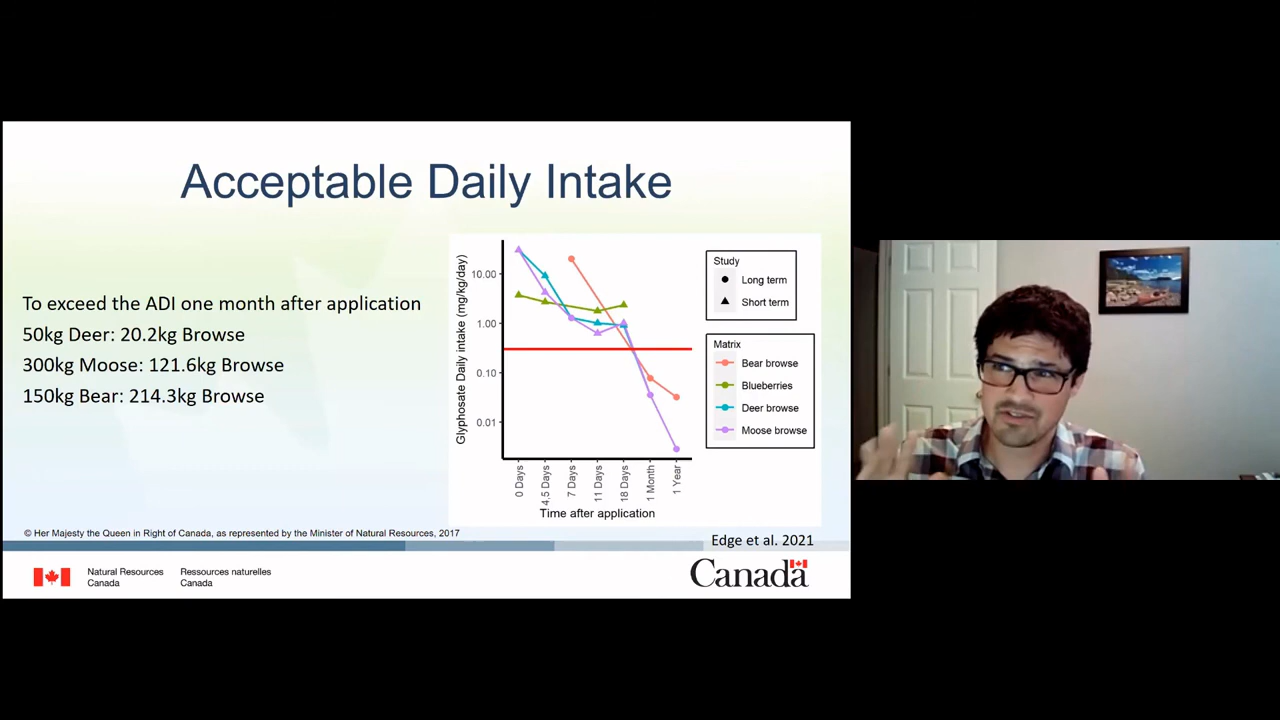 Acceptable Daily Intake
To exceed the ADI one month after application
50kg Deer: 20.2kg Browse
300kg Moose: 121.6kg Browse
150kg Bear: 214.3kg Browse
Glyphosate Daily intake (mg/kg/day)
10.00
1.00
0.10
0.01
0 Days
4.5 Days
7 Days
11 Days
18 Days
1 Month
1 Year
Time after application
Study
Long term
Short term
Matrix
Bear browse
Blueberries
Deer browse
Moose browse
© Her Majesty the Queen in Right of Canada, as represented by the Minister of Natural Resources, 2017
Edge et al. 2021
Natural Resources Canada
Ressources naturelles Canada
Canada